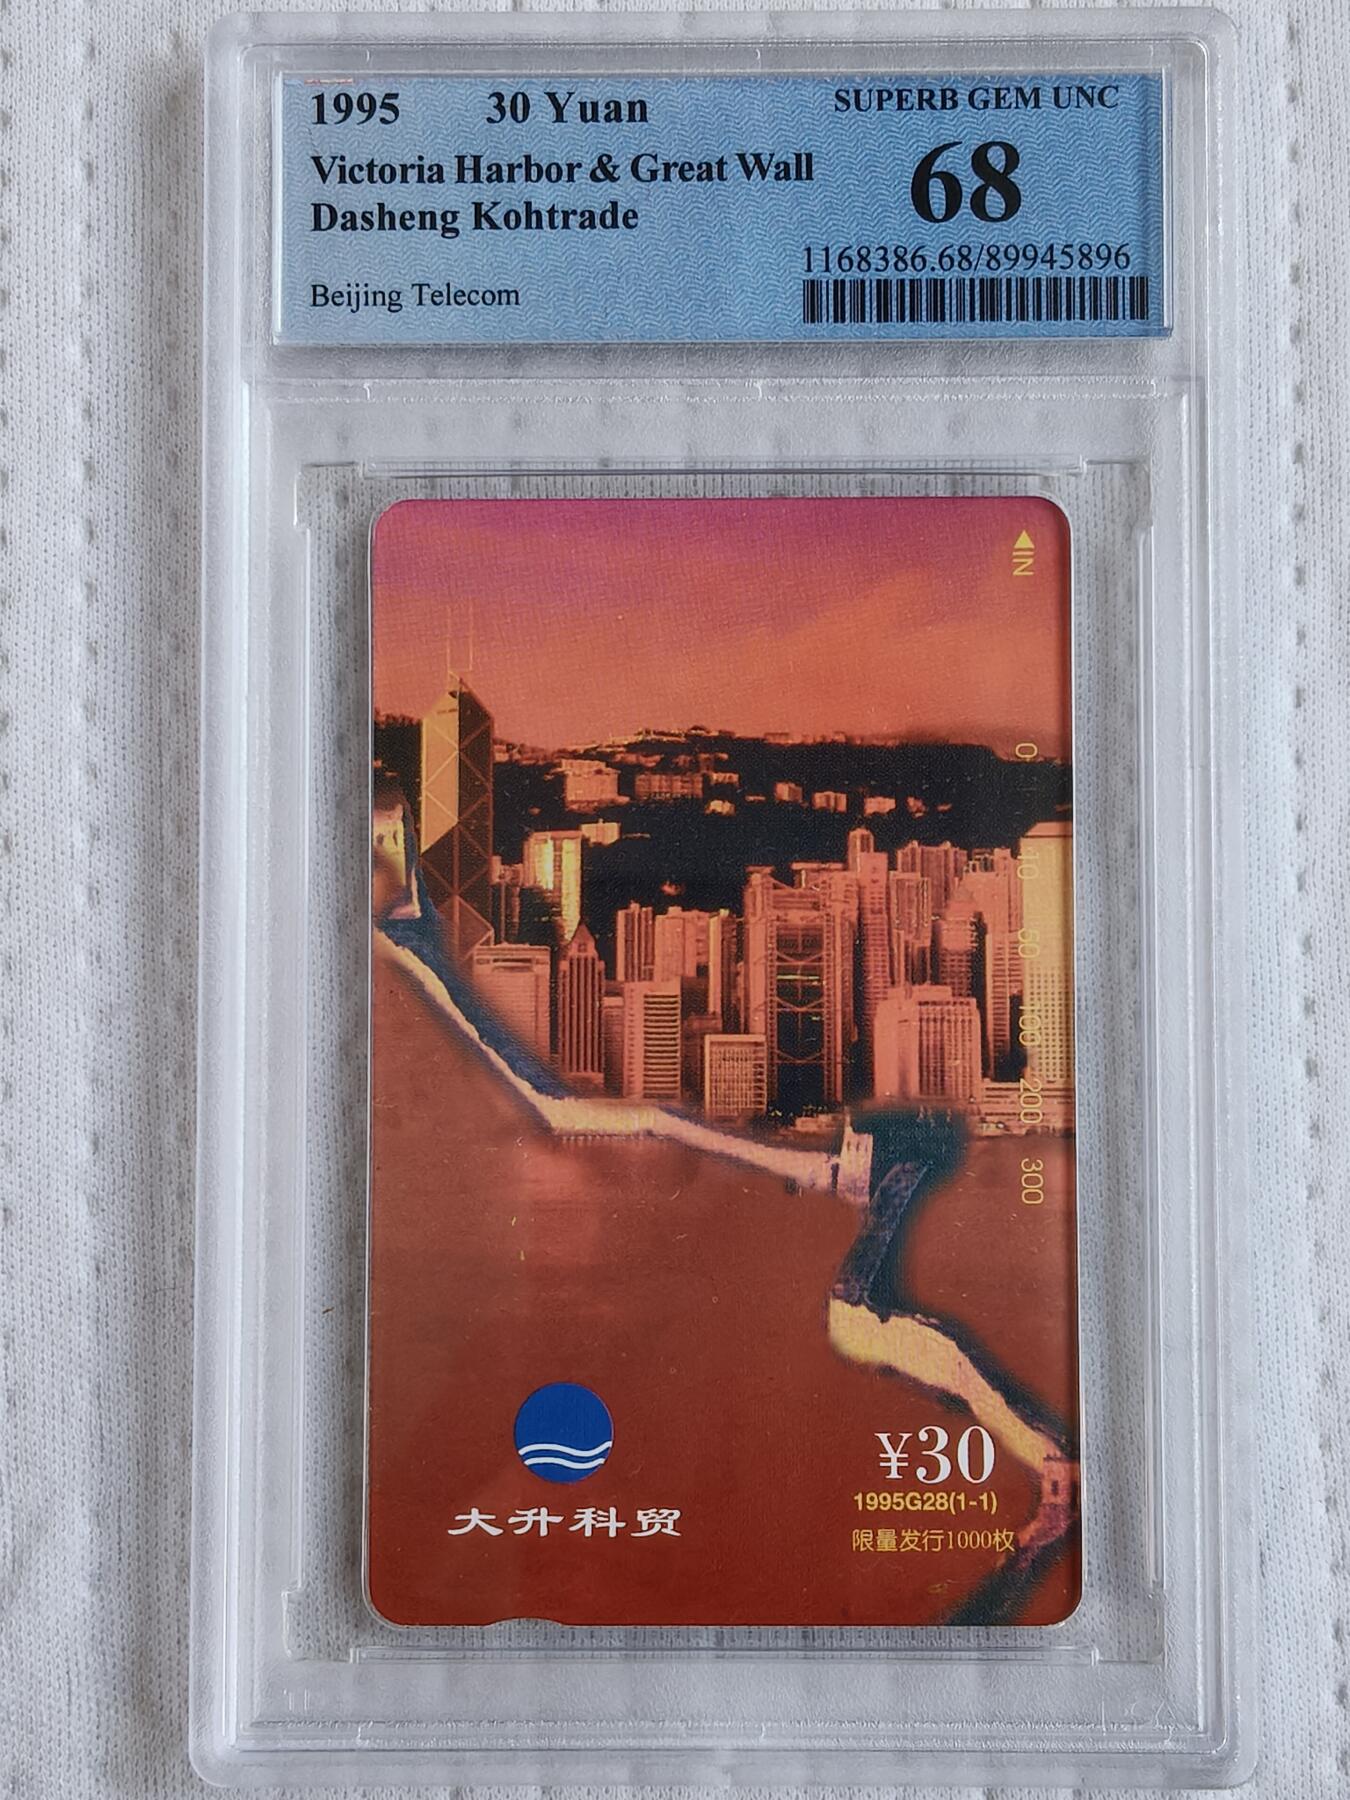 1995 30 Yuan
SUPERB GEM UNC
Victoria Harbor & Great Wall
68
Dasheng Kohtrade
1168386.68/89945896
Beijing Telecom
IN
0
10
50
100
200
300
¥30
1995G28(1-1)
大升科贸
限量发行1000枚